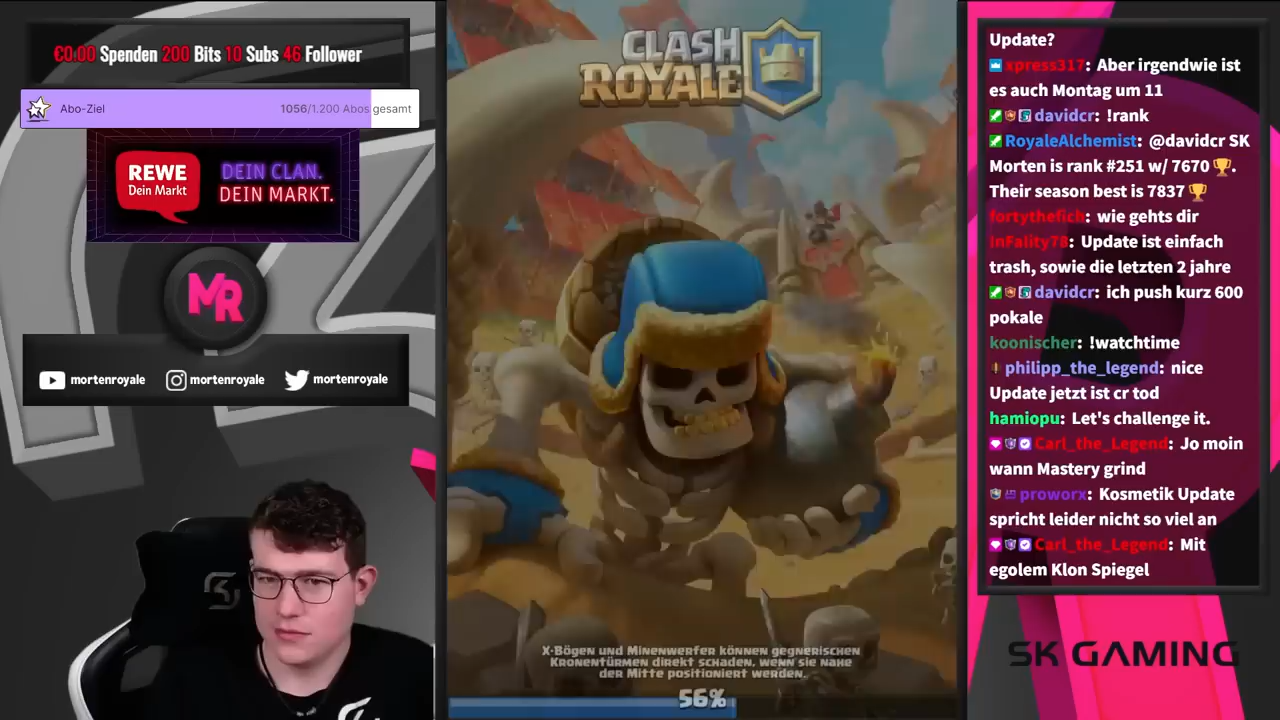 €0.00 Spenden 200 Bits 10 Subs 46 Follower
Abo-Ziel 1056/1.200 Abos gesamt
REWE
Dein Markt
DEIN CLAN.
DEIN MARKT.
MR
mortenroyale mortenroyale mortenroyale
CLASH
ROYALE
X-Bögen und Minenwerfer können gegnerischen
Kronentürmen direkt schaden, wenn sie nahe
der Mitte positioniert werden.
56%
Update?
xpress317: Aber irgendwie ist
es auch Montag um 11
davidcr: !rank
RoyaleAlchemist: @davidcr SK
Morten is rank #251 w/ 7670 🏆.
Their season best is 7837 🏆
fortythefich: wie gehts dir
InFality78: Update ist einfach
trash, sowie die letzten 2 jahre
davidcr: ich push kurz 600
pokale
koonischer: !watchtime
philipp_the_legend: nice
Update jetzt ist cr tod
hamiopu: Let's challenge it.
Carl_the_Legend: Jo moin
wann Mastery grind
proworx: Kosmetik Update
spricht leider nicht so viel an
Carl_the_Legend: Mit
egolem Klon Spiegel
SK GAMING